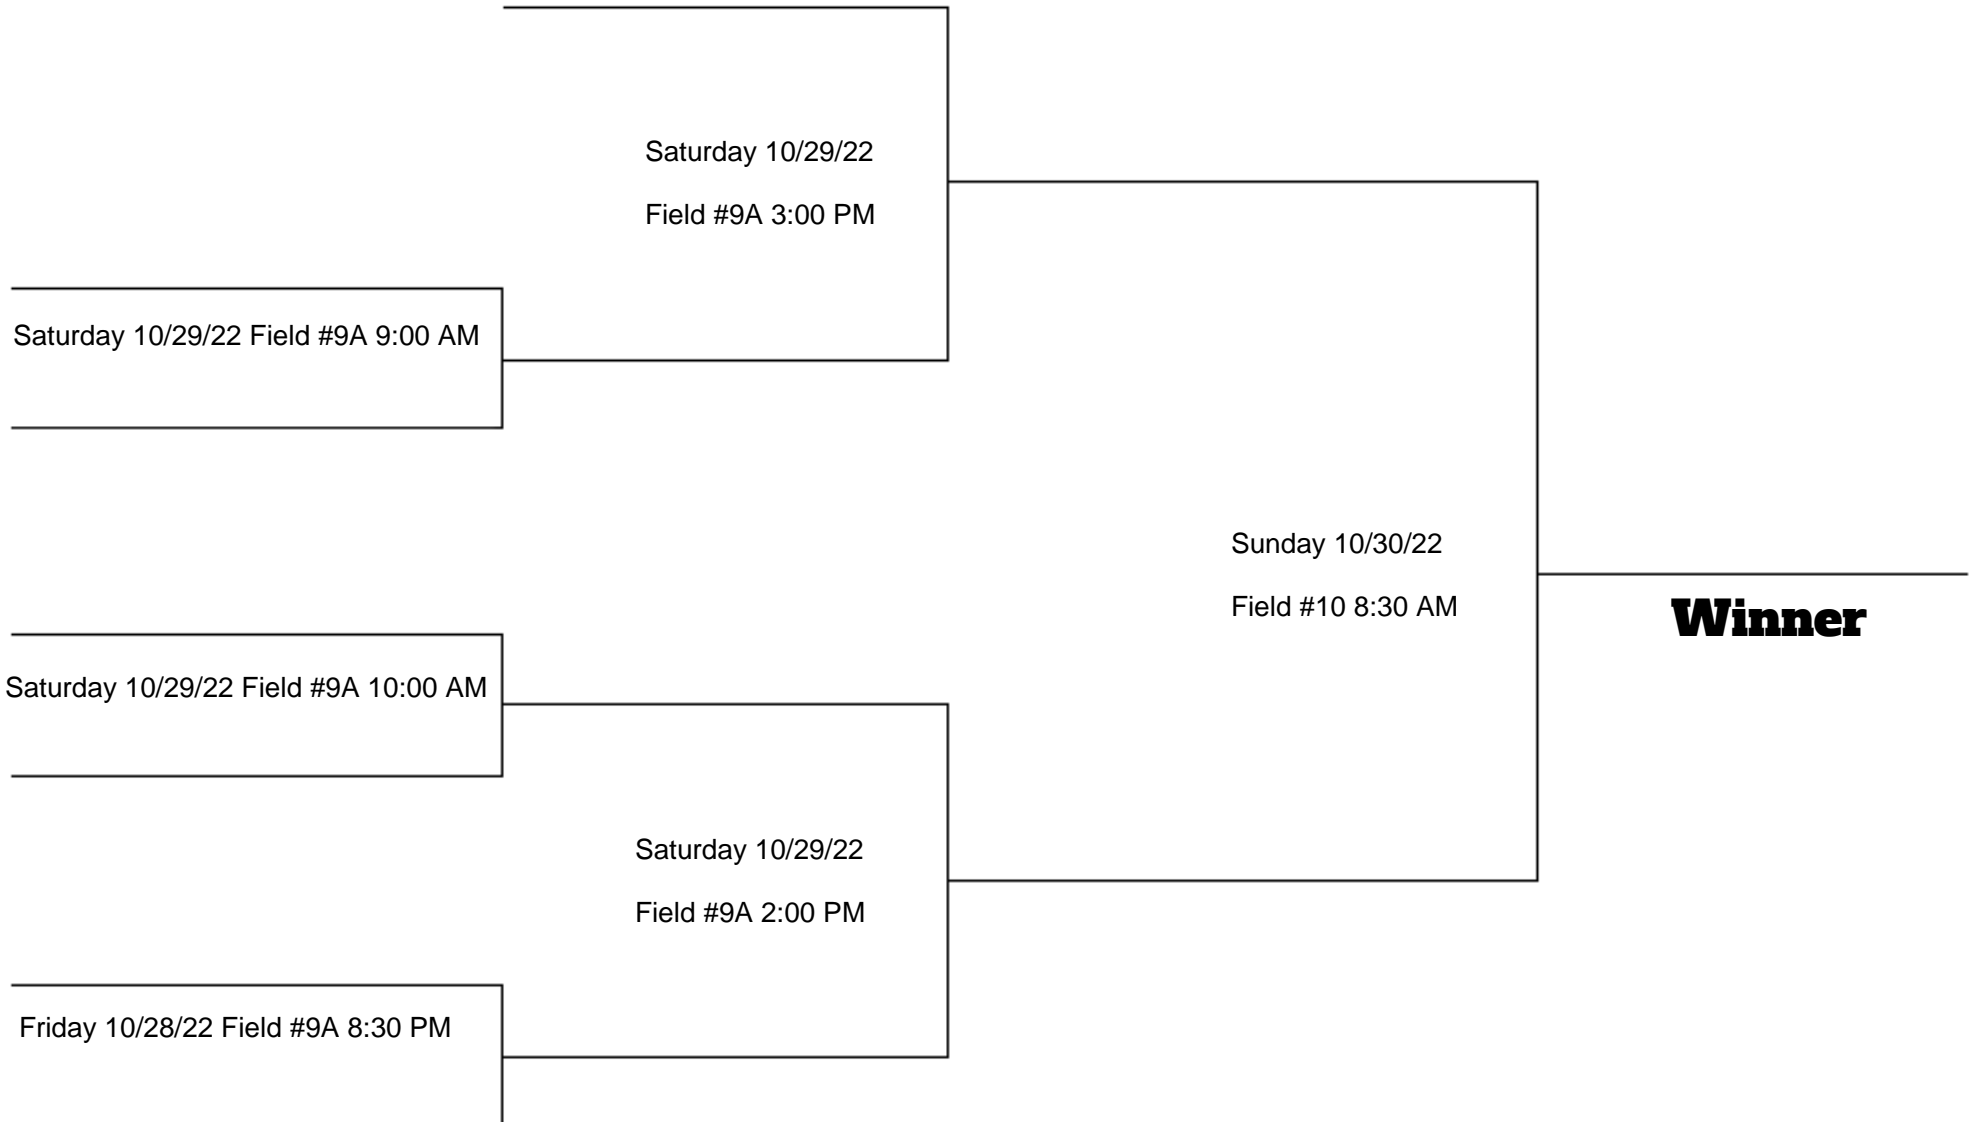 Saturday 10/29/22
Field #9A 3:00 PM
Saturday 10/29/22 Field #9A 9:00 AM
Sunday 10/30/22
Field #10 8:30 AM
Winner
Saturday 10/29/22 Field #9A 10:00 AM
Saturday 10/29/22
Field #9A 2:00 PM
Friday 10/28/22 Field #9A 8:30 PM